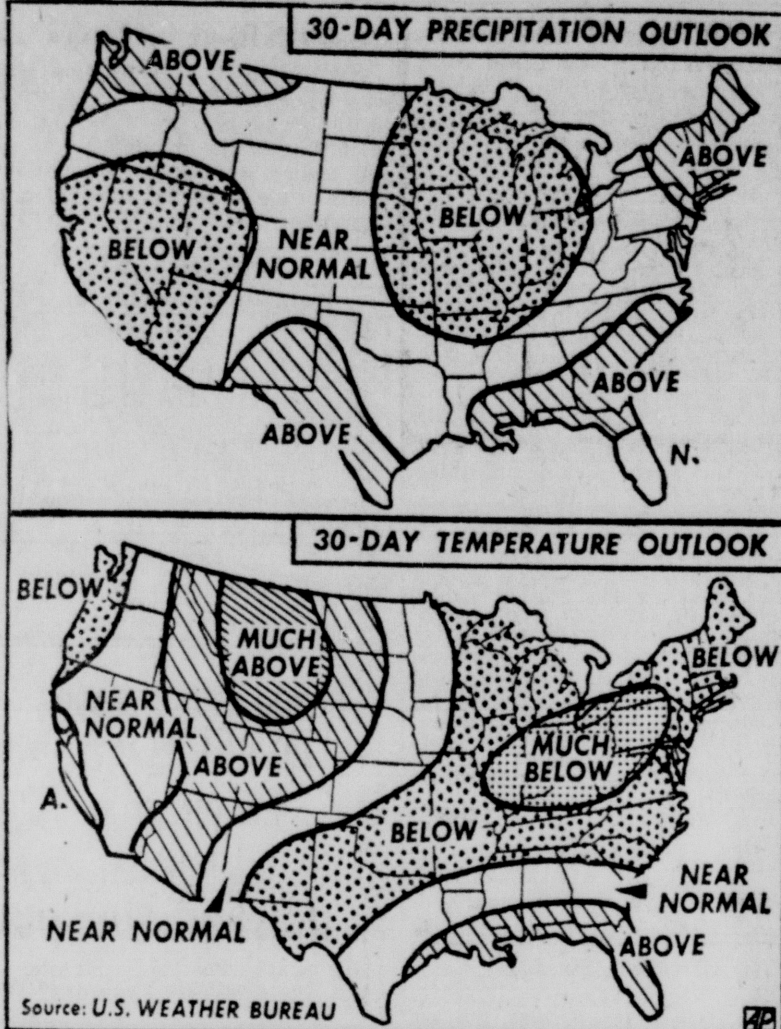 30-DAY PRECIPITATION OUTLOOK
ABOVE
ABOVE
BELOW
BELOW
NEAR
NORMAL
ABOVE
ABOVE
N.
30-DAY TEMPERATURE OUTLOOK
BELOW
MUCH
ABOVE
BELOW
NEAR
NORMAL
ABOVE
MUCH
BELOW
A.
BELOW
NEAR
NORMAL
NEAR NORMAL
ABOVE
Source: U.S. WEATHER BUREAU
AP